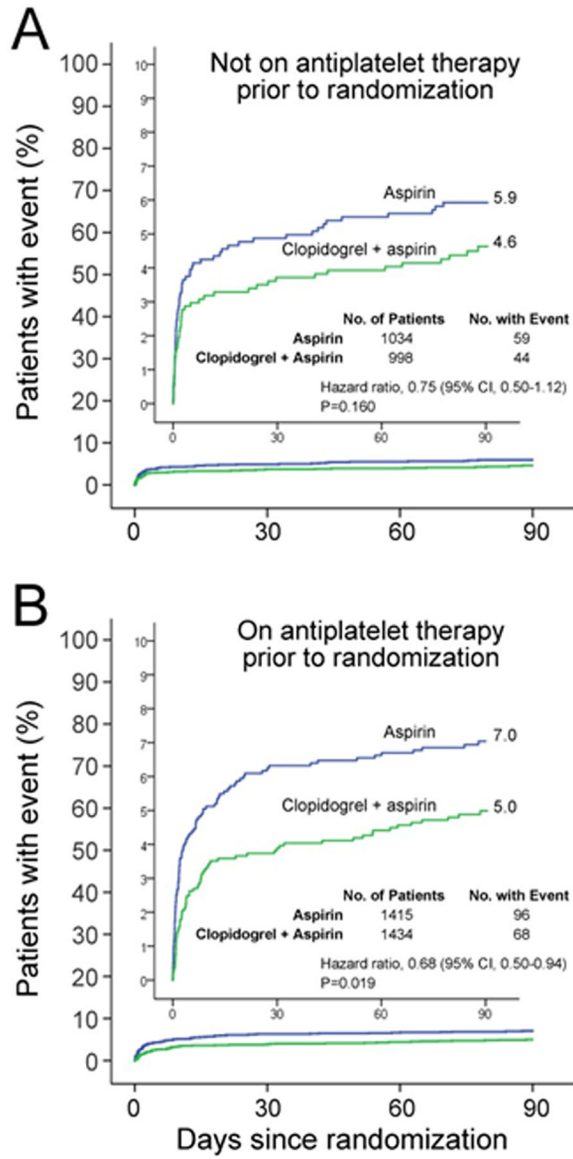 A
Not on antiplatelet therapy
prior to randomization
Patients with event (%)
100
90
80
70
60
50
40
30
20
10
0
10
9
8
7
6
5
4
3
2
1
0
Aspirin
5.9
Clopidogrel + aspirin
4.6
No. of Patients No. with Event
Aspirin 1034 59
Clopidogrel + Aspirin 998 44
Hazard ratio, 0.75 (95% CI, 0.50-1.12)
P=0.160
0 30 60 90
0 30 60 90
B
On antiplatelet therapy
prior to randomization
Patients with event (%)
100
90
80
70
60
50
40
30
20
10
0
10
9
8
7
6
5
4
3
2
1
0
Aspirin
7.0
Clopidogrel + aspirin
5.0
No. of Patients No. with Event
Aspirin 1415 96
Clopidogrel + Aspirin 1434 68
Hazard ratio, 0.68 (95% CI, 0.50-0.94)
P=0.019
0 30 60 90
0 30 60 90
Days since randomization